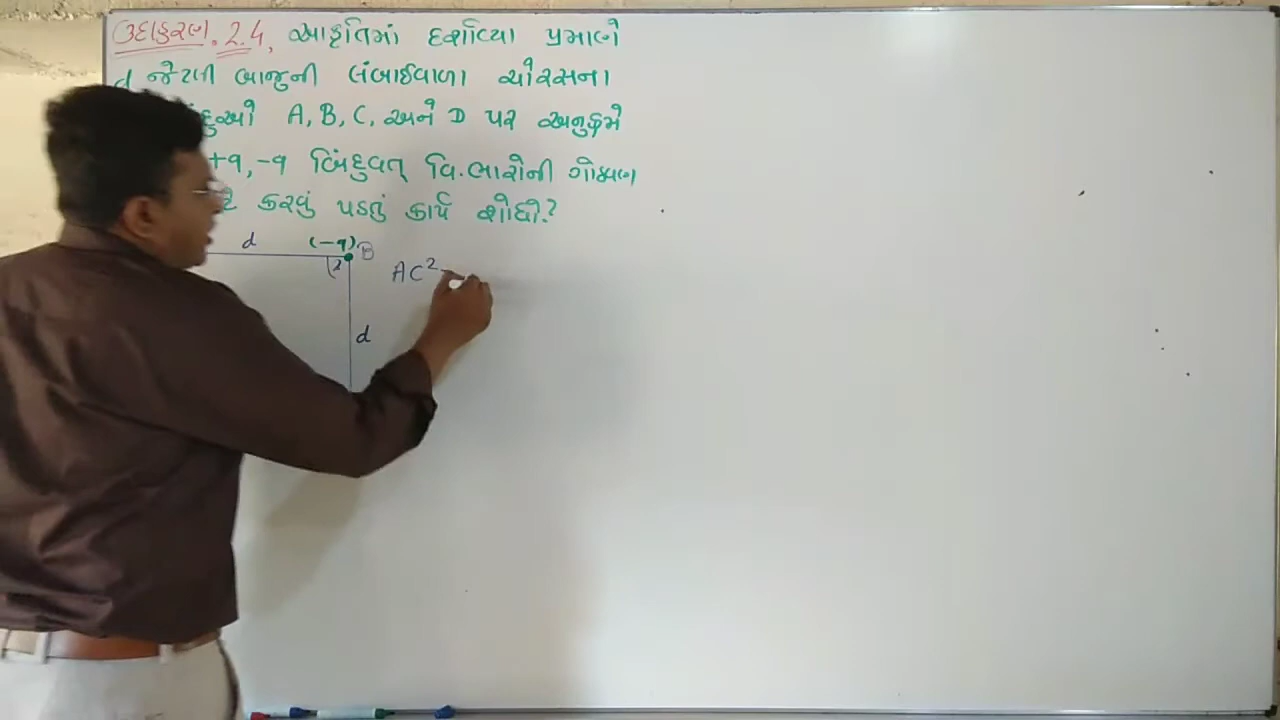 ઉદાહરણ. 2.4, આકૃતિમાં દર્શાવ્યા પ્રમાણે
d જેટલી બાજુની લંબાઈવાળા ચોરસના
A, B, C, અને D પર અનુક્રમે
+q, -q બિંદુવત્ વિ.ભારોની ગોઠવણ
કરવું પડતું કાર્ય શોધો?
d (-q) B
AC²
d